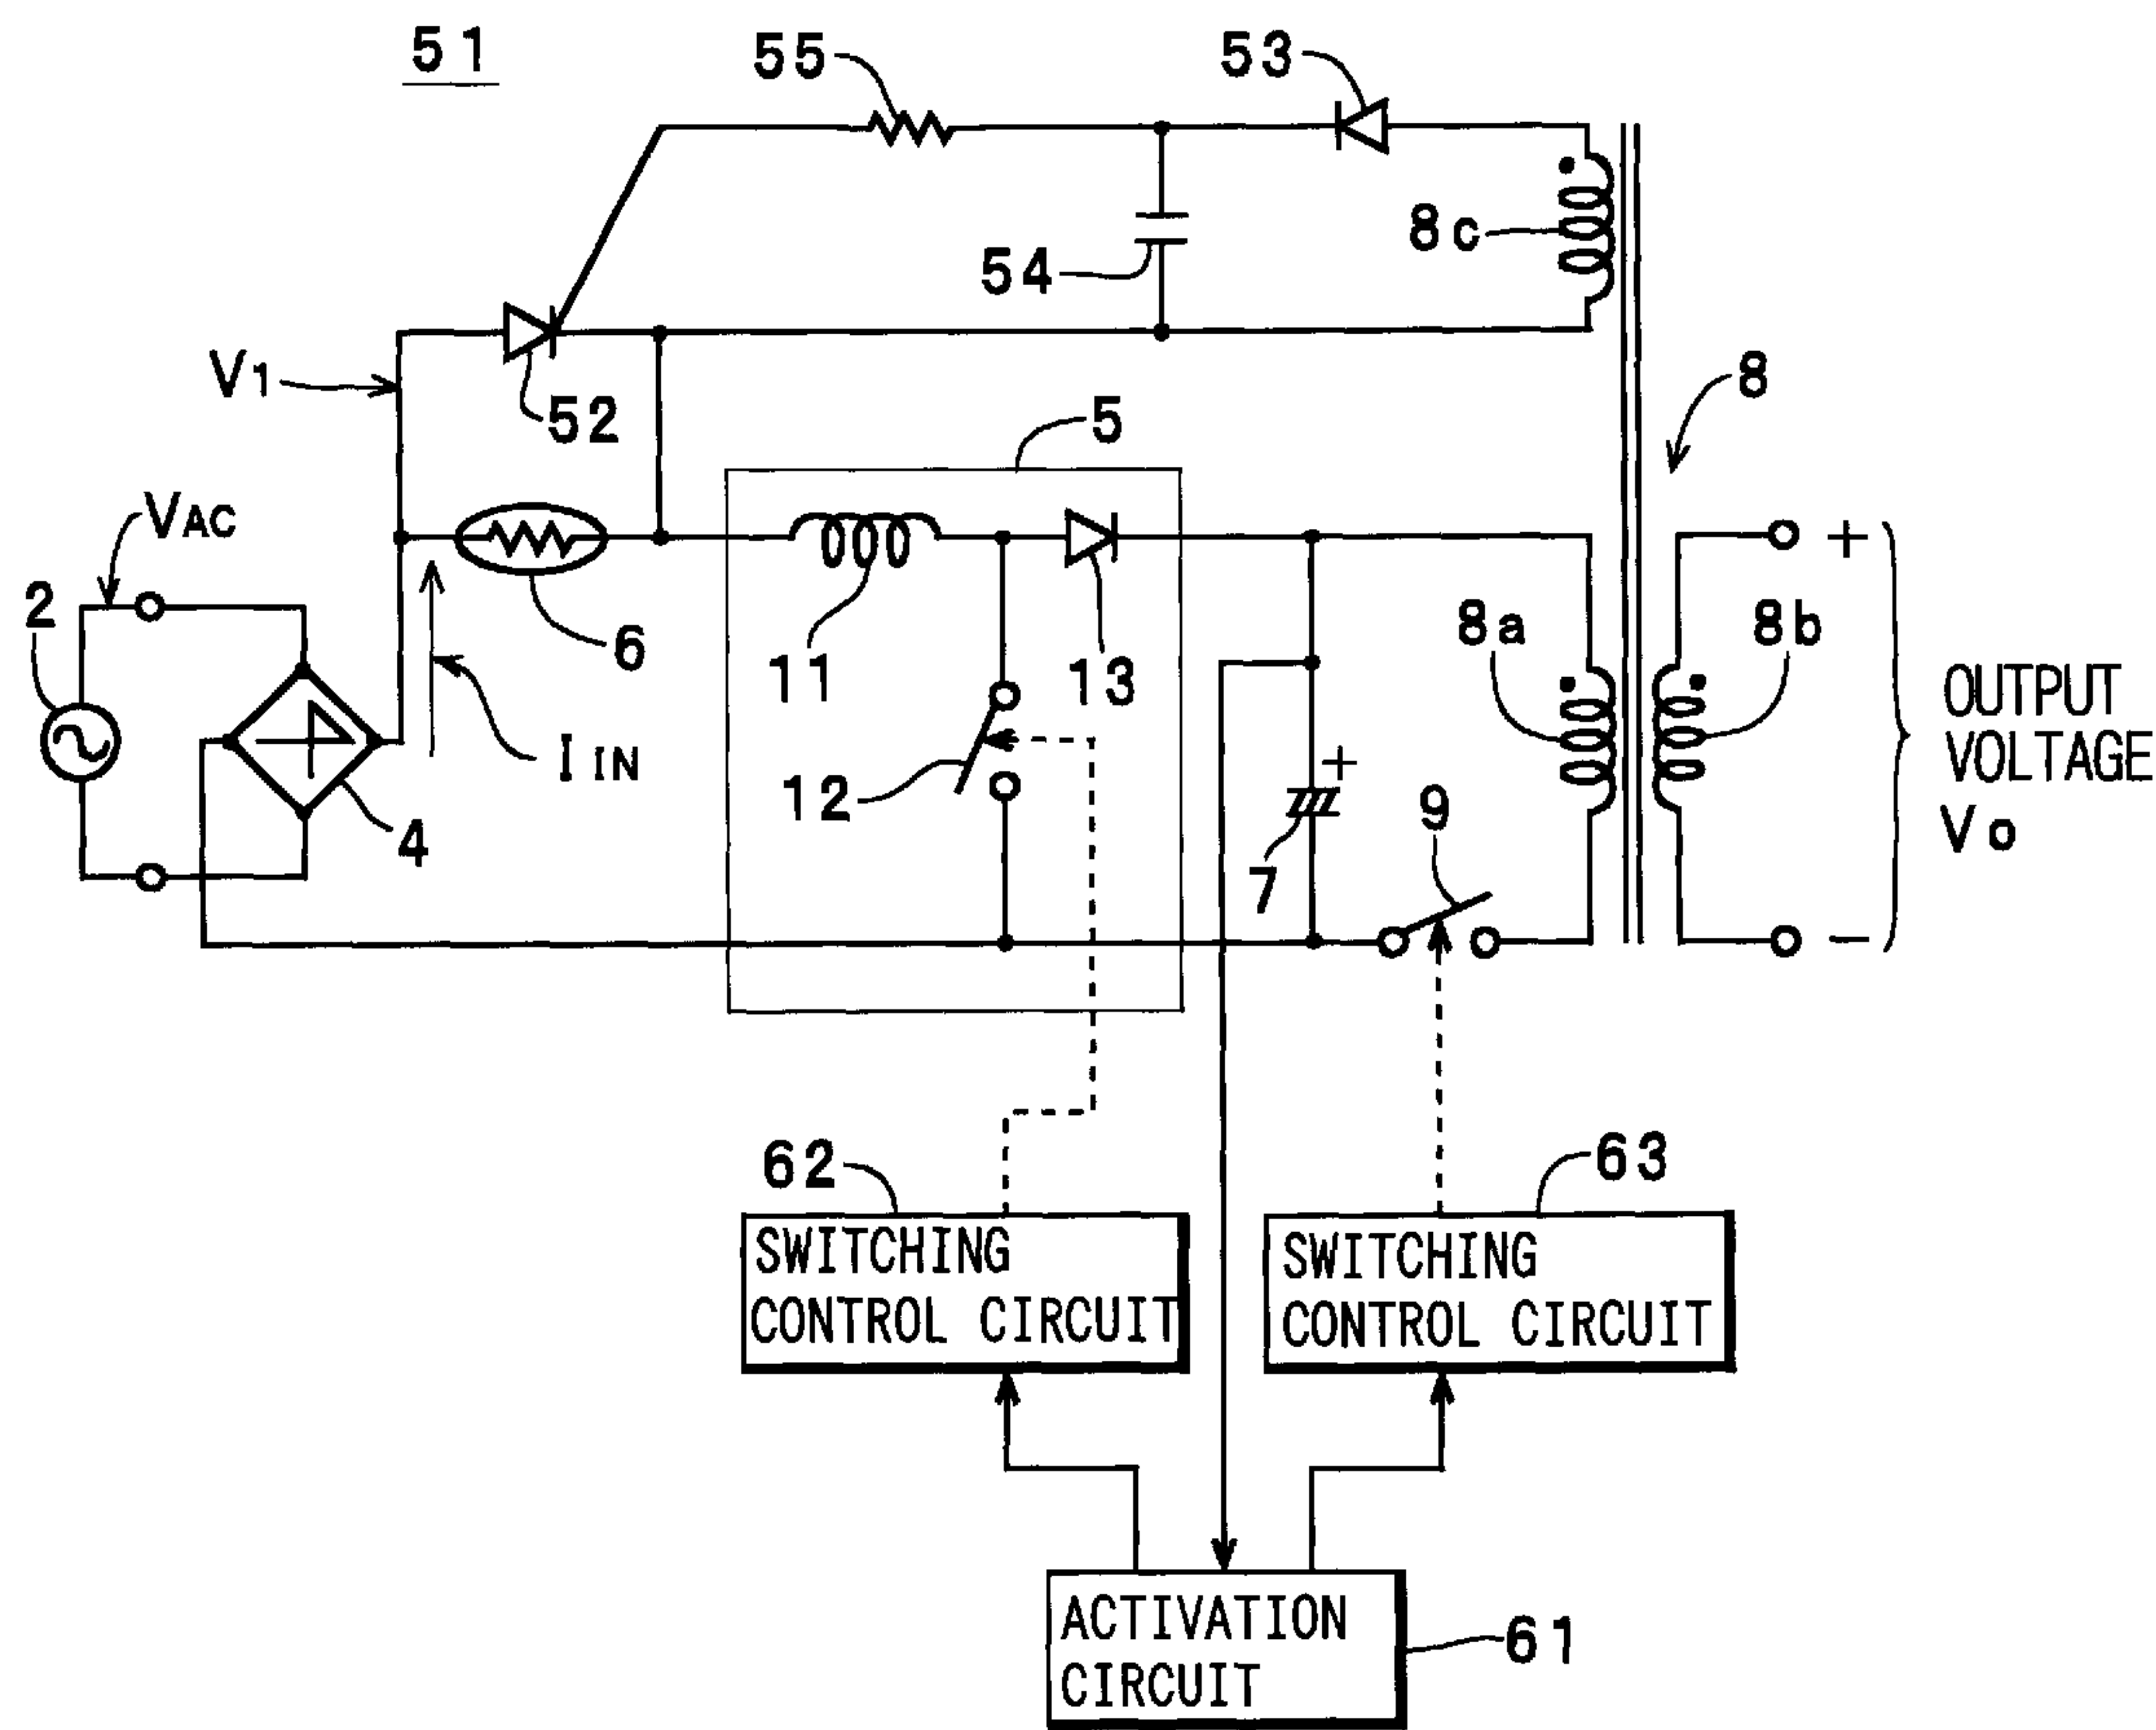 51
55
53
8c
54
V1
52
8
5
VAC
2
6
11
13
8a
8b
+
OUTPUT
VOLTAGE
Vo
IIN
12
+
4
7
9
−
62
63
SWITCHING
CONTROL CIRCUIT
SWITCHING
CONTROL CIRCUIT
ACTIVATION
CIRCUIT
61